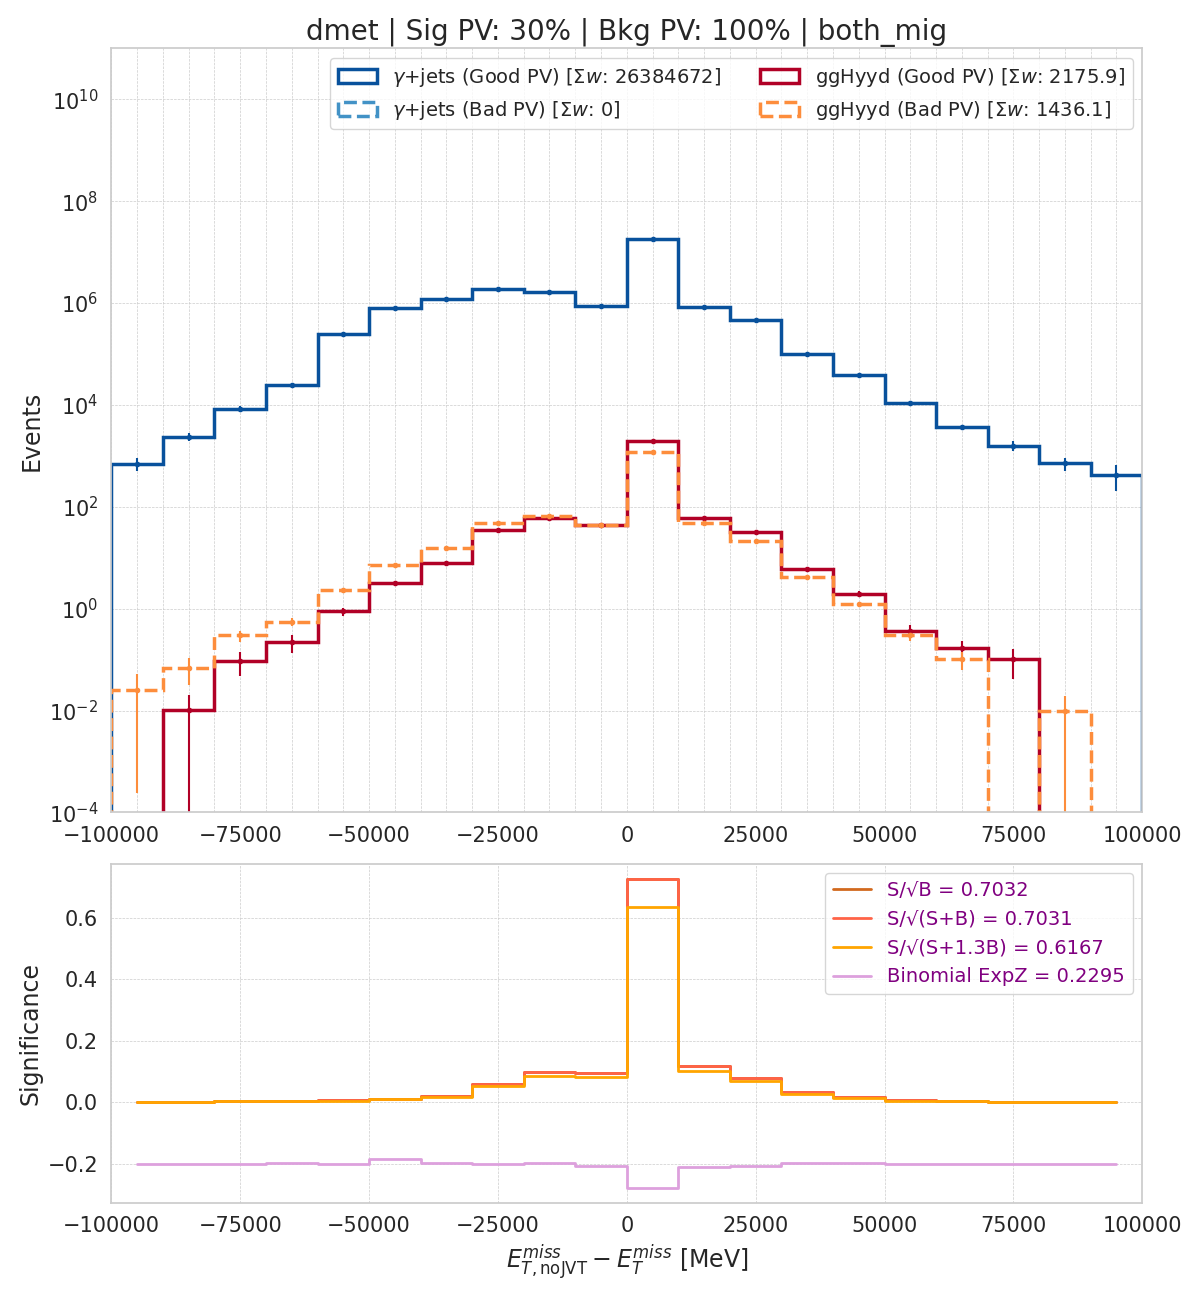 dmet | Sig PV: 30% | Bkg PV: 100% | both_mig
γ+jets (Good PV) [Σw: 26384672]
γ+jets (Bad PV) [Σw: 0]
ggHyyd (Good PV) [Σw: 2175.9]
ggHyyd (Bad PV) [Σw: 1436.1]
Events
10^10
10^8
10^6
10^4
10^2
10^0
10^−2
10^−4
−100000 −75000 −50000 −25000 0 25000 50000 75000 100000
S/√B = 0.7032
S/√(S+B) = 0.7031
S/√(S+1.3B) = 0.6167
Binomial ExpZ = 0.2295
Significance
0.6
0.4
0.2
0.0
−0.2
−100000 −75000 −50000 −25000 0 25000 50000 75000 100000
E_{T,noJVT}^{miss} − E_T^{miss} [MeV]